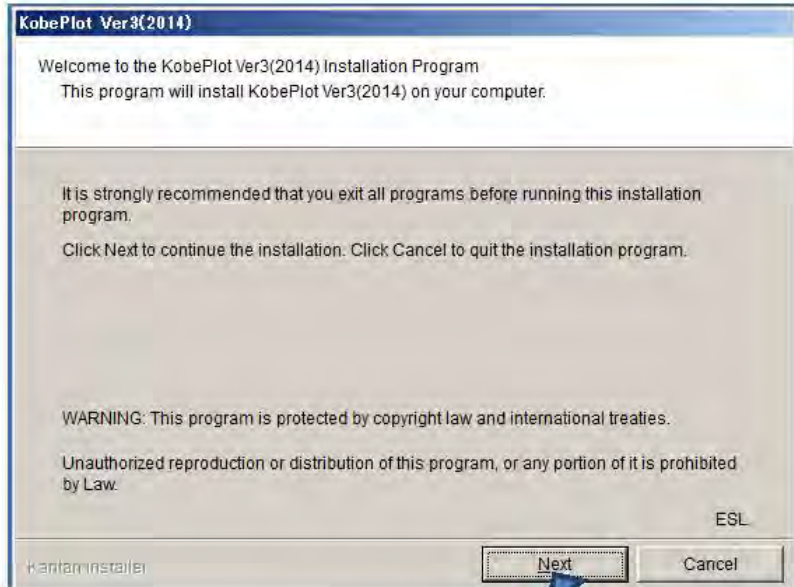 KobePlot Ver3(2014)
Welcome to the KobePlot Ver3(2014) Installation Program
This program will install KobePlot Ver3(2014) on your computer.
It is strongly recommended that you exit all programs before running this installation
program.
Click Next to continue the installation. Click Cancel to quit the installation program.
WARNING: This program is protected by copyright law and international treaties.
Unauthorized reproduction or distribution of this program, or any portion of it is prohibited
by Law.
ESL
Kantan Installer
Next
Cancel